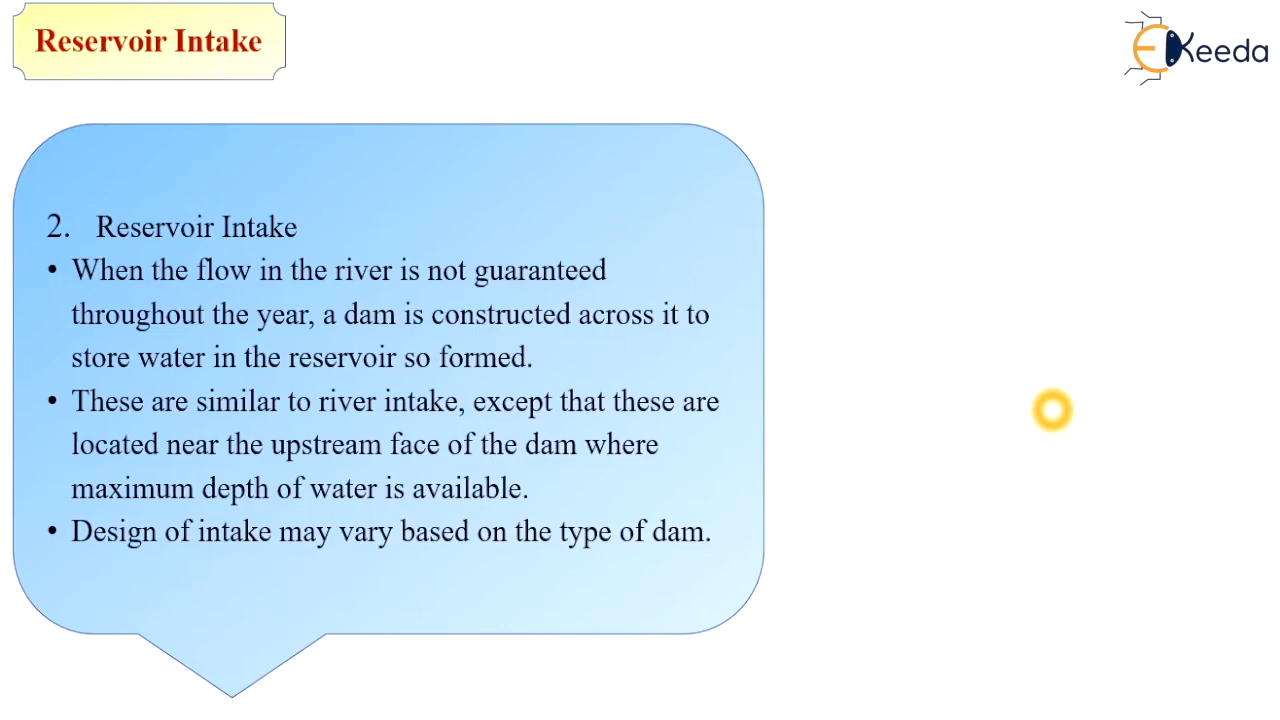 Reservoir Intake
EKeeda
2. Reservoir Intake
• When the flow in the river is not guaranteed
throughout the year, a dam is constructed across it to
store water in the reservoir so formed.
• These are similar to river intake, except that these are
located near the upstream face of the dam where
maximum depth of water is available.
• Design of intake may vary based on the type of dam.